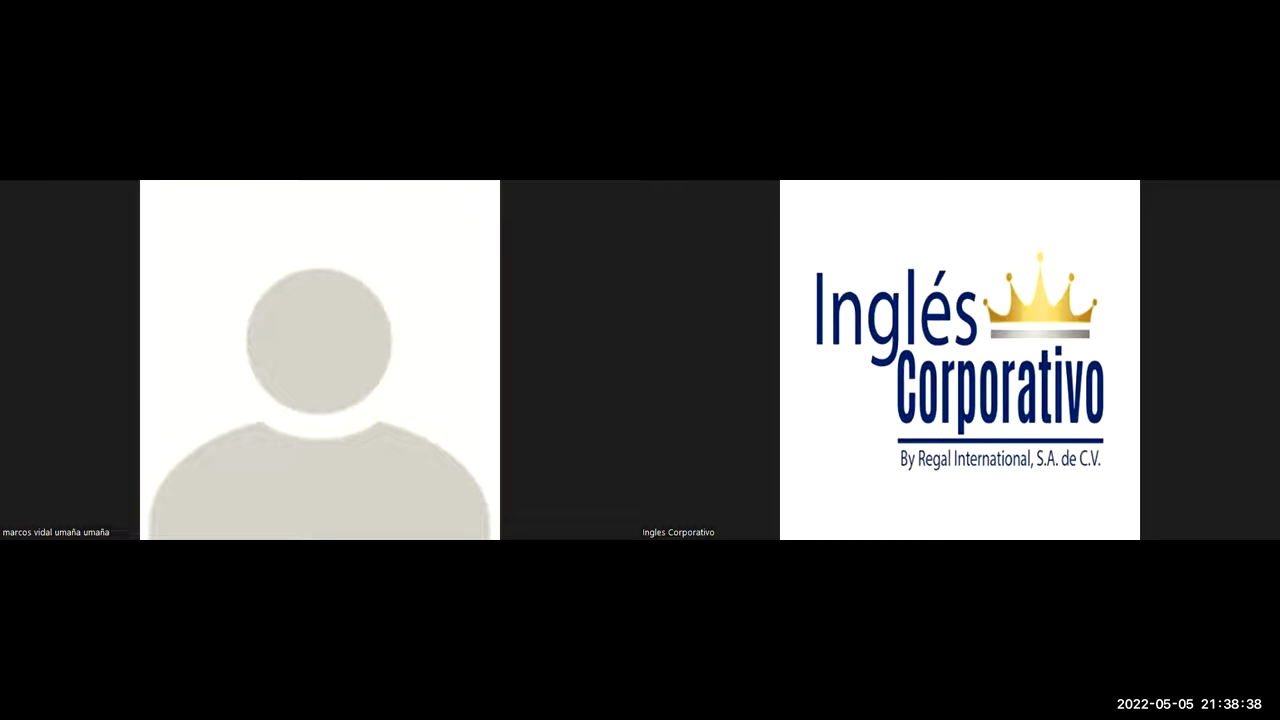 Inglés
Corporativo
By Regal International, S.A. de C.V.
marcos vidal umaña umaña
Ingles Corporativo
2022-05-05 21:38:38